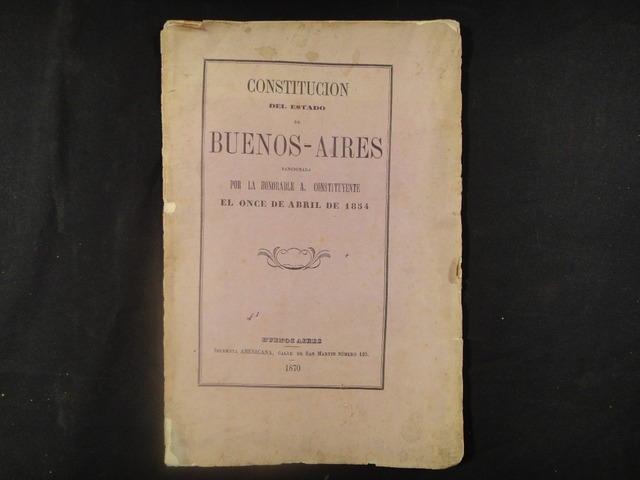 CONSTITUCION
DEL ESTADO
DE
BUENOS-AIRES
SANCIONADA
POR LA HONORABLE A. CONSTITUYENTE
EL ONCE DE ABRIL DE 1854
BUENOS AIRES
IMPRENTA AMERICANA, CALLE DE SAN MARTIN NÚMERO 120.
1870